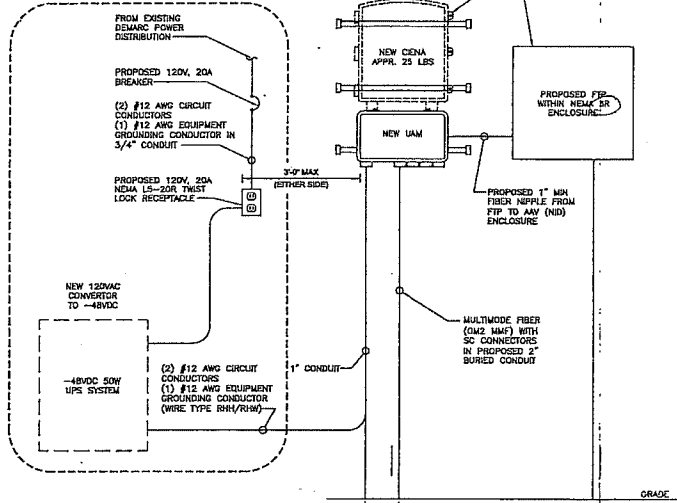 FROM EXISTING
DEMARC POWER
DISTRIBUTION
PROPOSED 120V, 20A
BREAKER
(2) #12 AWG CIRCUIT
CONDUCTORS
(1) #12 AWG EQUIPMENT
GROUNDING CONDUCTOR IN
3/4" CONDUIT
PROPOSED 120V, 20A
NEMA L5-20R TWIST
LOCK RECEPTACLE
3'-0" MAX
(EITHER SIDE)
NEW CIENA
APPR. 25 LBS
NEW UAM
PROPOSED FTP
WITHIN NEMA 3R
ENCLOSURE
PROPOSED 1" MIN
FIBER NIPPLE FROM
FTP TO AAV (NID)
ENCLOSURE
NEW 120VAC
CONVERTOR
TO -48VDC
-48VDC 50W
UPS SYSTEM
(2) #12 AWG CIRCUIT
CONDUCTORS
(1) #12 AWG EQUIPMENT
GROUNDING CONDUCTOR
(WIRE TYPE RHH/RHW)
1" CONDUIT
MULTIMODE FIBER
(OM2 MMF) WITH
SC CONNECTORS
IN PROPOSED 2"
BURIED CONDUIT
GRADE